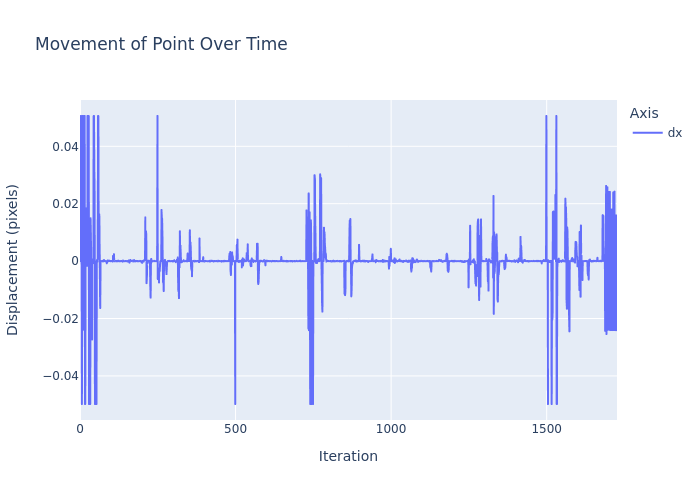 Movement of Point Over Time
Axis
dx
Displacement (pixels)
0.04
0.02
0
−0.02
−0.04
0
500
1000
1500
Iteration